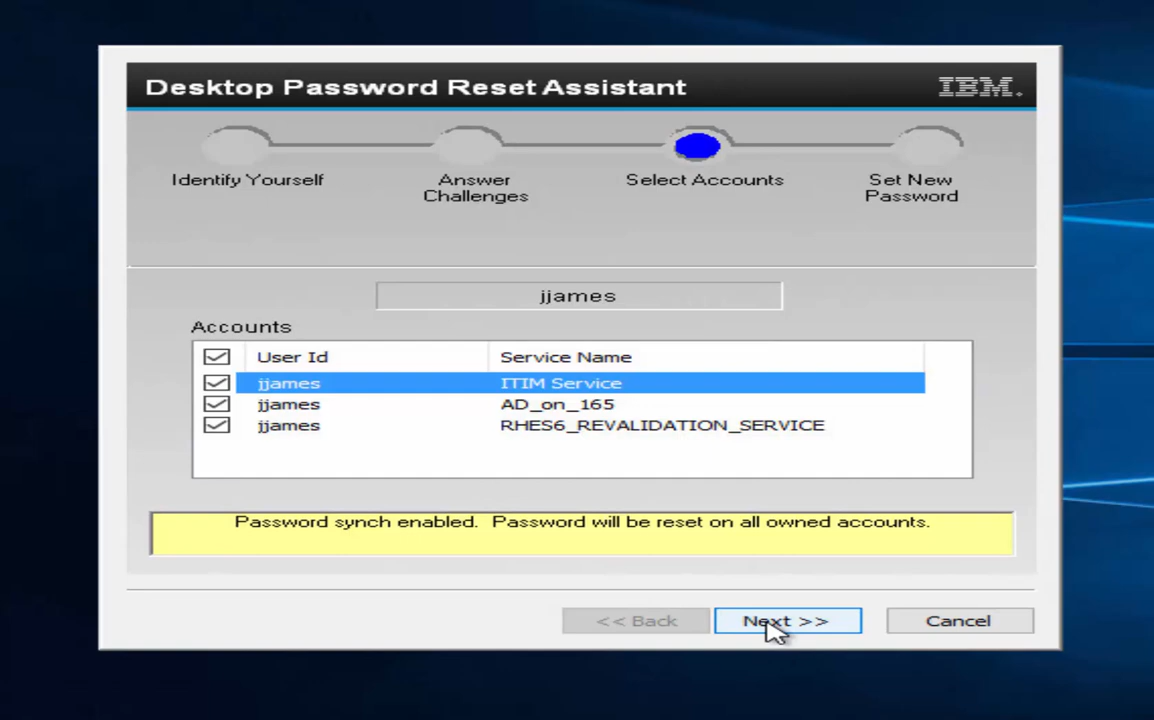 Desktop Password Reset Assistant IBM.
Identify Yourself
Answer
Challenges
Select Accounts
Set New
Password
jjames
Accounts
User Id Service Name
jjames ITIM Service
jjames AD_on_165
jjames RHES6_REVALIDATION_SERVICE
Password synch enabled. Password will be reset on all owned accounts.
<< Back Next >> Cancel